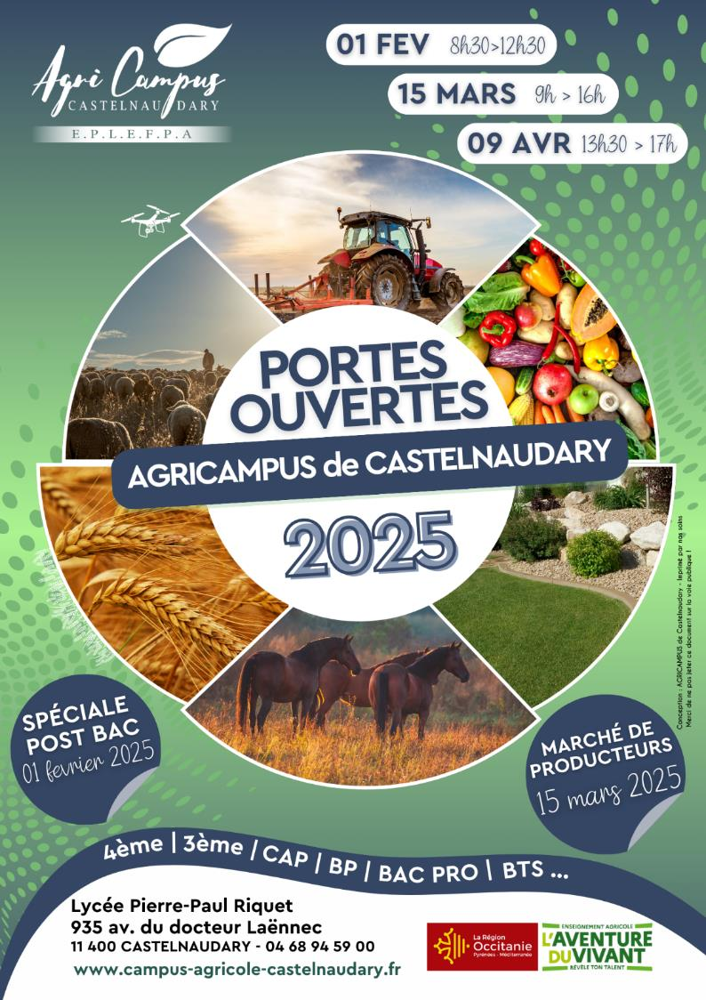 Agri Campus
CASTELNAUDARY
E.P.L.E.F.P.A
01 FEV 8h30>12h30
15 MARS 9h > 16h
09 AVR 13h30 > 17h
PORTES
OUVERTES
AGRICAMPUS de CASTELNAUDARY
2025
Conception : AGRICAMPUS de Castelnaudary - Imprimé par nos soins
Merci de ne pas jeter ce document sur la voie publique !
SPÉCIALE
POST BAC
01 fevrier 2025
MARCHÉ DE
PRODUCTEURS
15 mars 2025
4ème | 3ème | CAP | BP | BAC PRO | BTS ...
Lycée Pierre-Paul Riquet
935 av. du docteur Laënnec
11 400 CASTELNAUDARY - 04 68 94 59 00
www.campus-agricole-castelnaudary.fr
La Région
Occitanie
Pyrénées - Méditerranée
ENSEIGNEMENT AGRICOLE
L'AVENTURE
DU VIVANT
RÉVÈLE TON TALENT